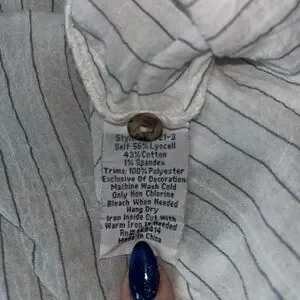 Self: 56% Lyocell
43% Cotton
1% Spandex
Trims: 100% Polyester
Exclusive Of Decoration
Machine Wash Cold
Only Non Chlorine
Bleach When Needed
Hang Dry
Iron Inside Out with
Warm Iron If Needed
Made In China